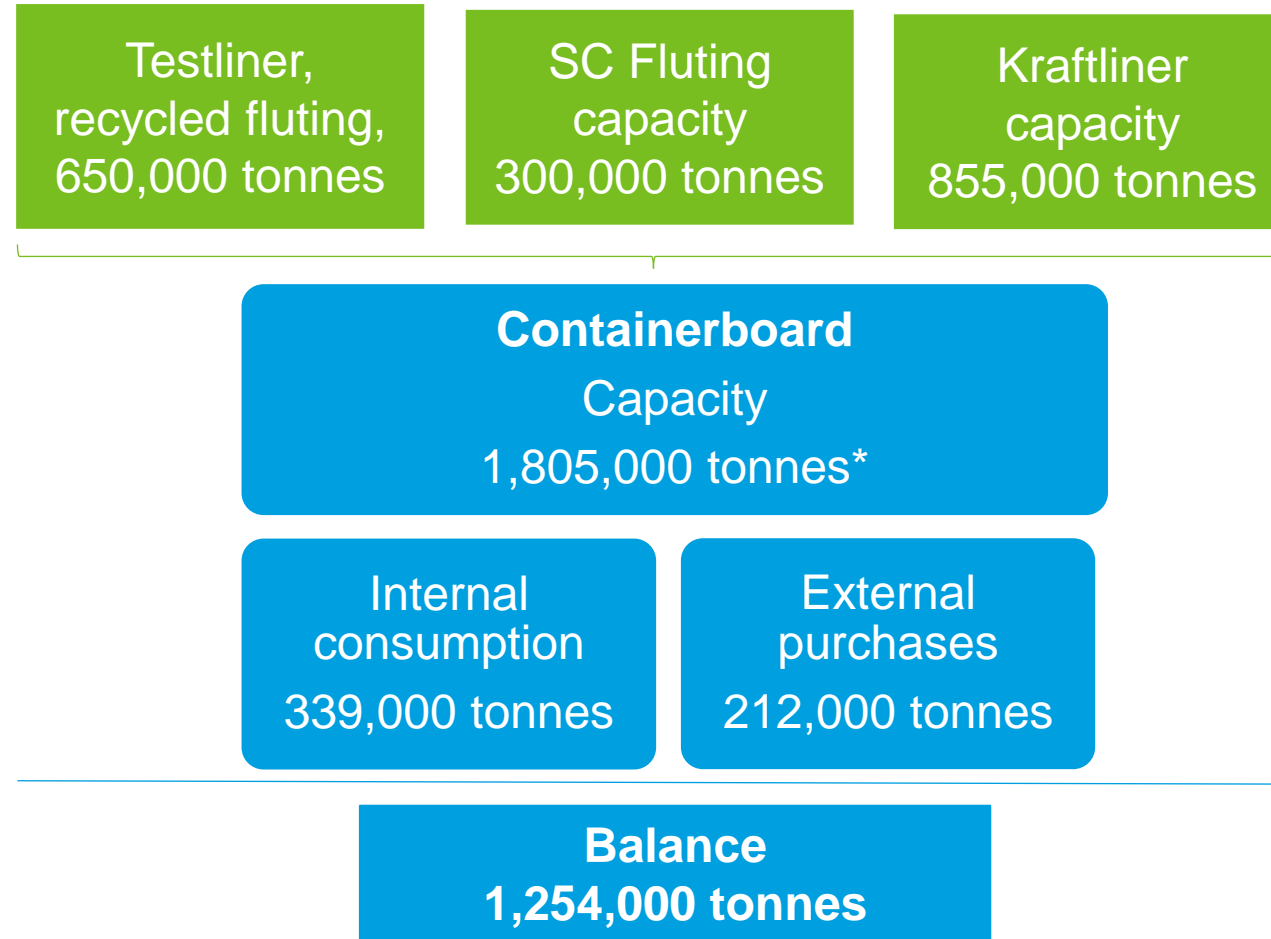 Testliner,
recycled fluting,
650,000 tonnes
SC Fluting
capacity
300,000 tonnes
Kraftliner
capacity
855,000 tonnes
Containerboard
Capacity
1,805,000 tonnes*
Internal
consumption
339,000 tonnes
External
purchases
212,000 tonnes
Balance
1,254,000 tonnes